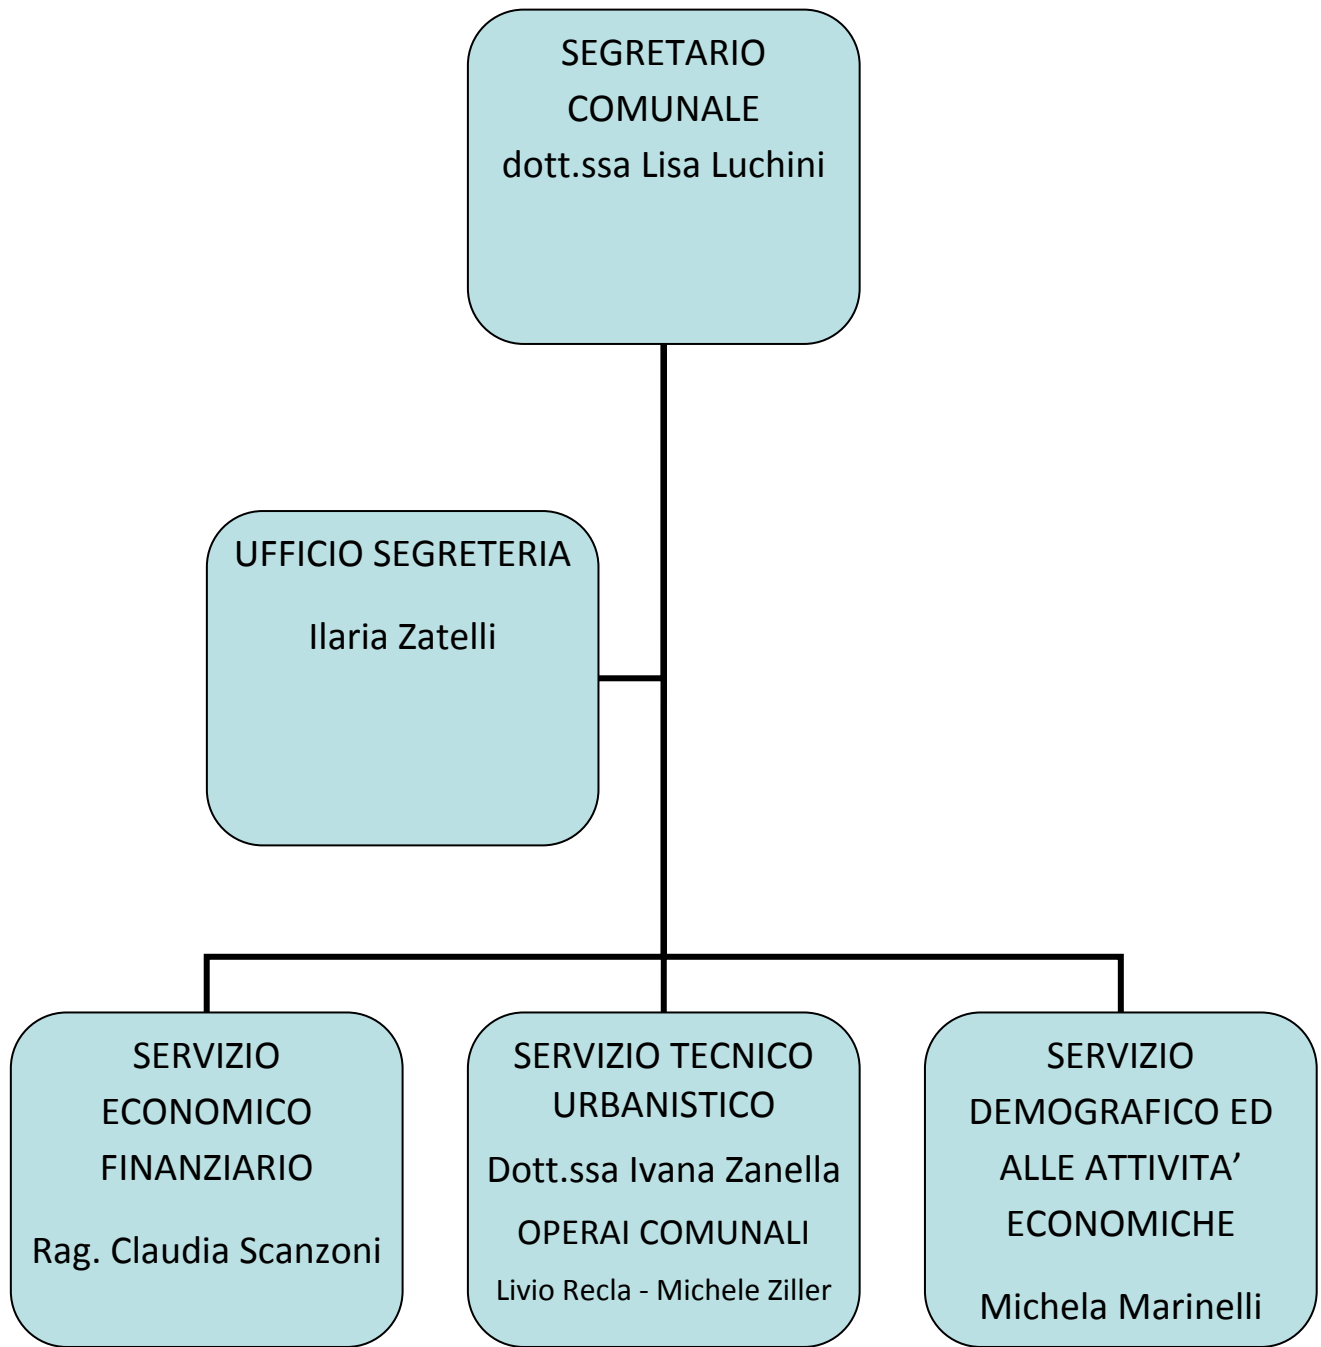 SEGRETARIO
COMUNALE
dott.ssa Lisa Luchini
UFFICIO SEGRETERIA
Ilaria Zatelli
SERVIZIO
ECONOMICO
FINANZIARIO
Rag. Claudia Scanzoni
SERVIZIO TECNICO
URBANISTICO
Dott.ssa Ivana Zanella
OPERAI COMUNALI
Livio Recla - Michele Ziller
SERVIZIO
DEMOGRAFICO ED
ALLE ATTIVITA’
ECONOMICHE
Michela Marinelli